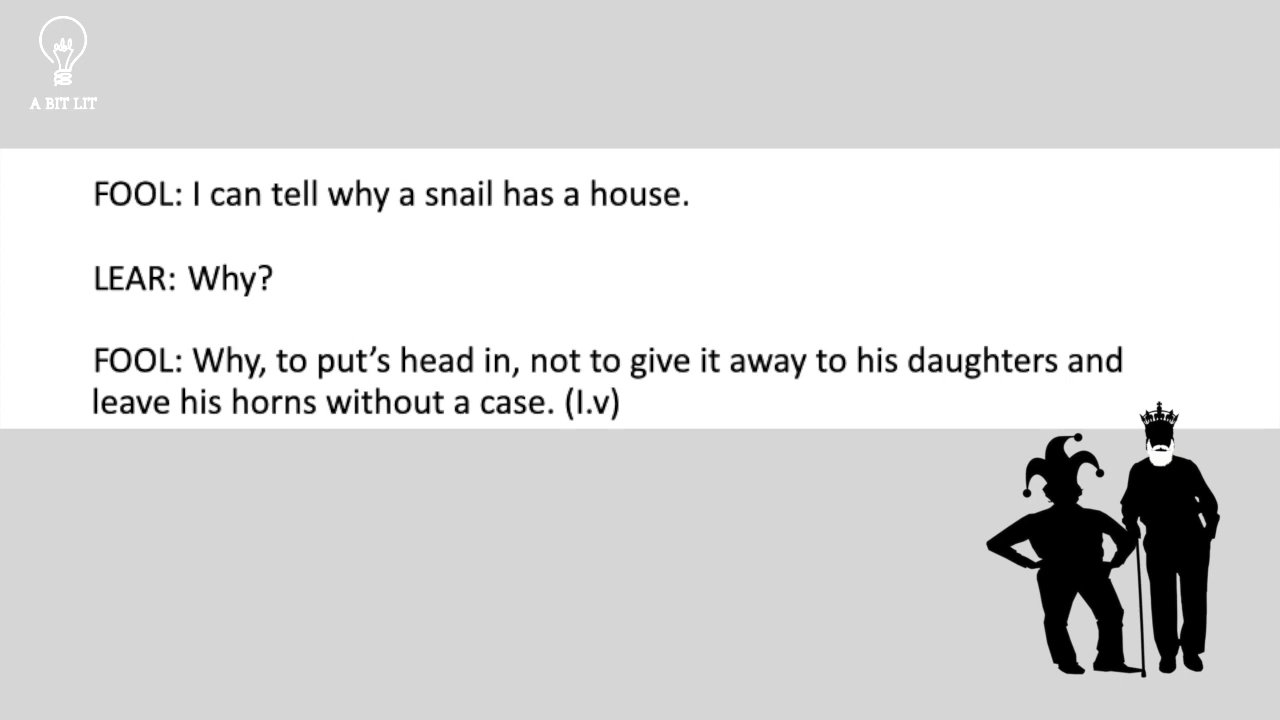 A BIT LIT
FOOL: I can tell why a snail has a house.
LEAR: Why?
FOOL: Why, to put’s head in, not to give it away to his daughters and
leave his horns without a case. (I.v)